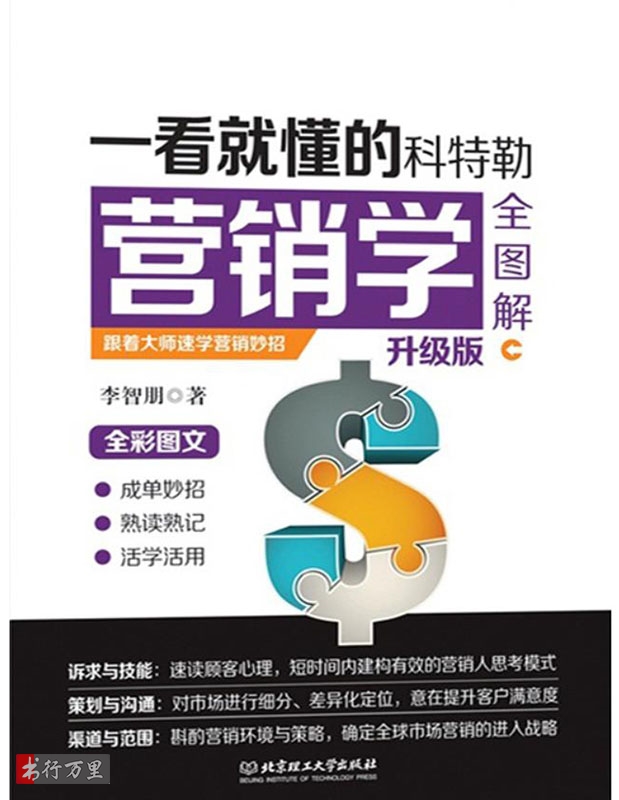 一看就懂的科特勒
营销学
全图解
跟着大师速学营销妙招
升级版
李智朋 著
全彩图文
成单妙招
熟读熟记
活学活用
诉求与技能：速读顾客心理，短时间内建构有效的营销人思考模式
策划与沟通：对市场进行细分、差异化定位，意在提升客户满意度
渠道与范围：斟酌营销环境与策略，确定全球市场营销的进入战略
书行万里
北京理工大学出版社
BEIJING INSTITUTE OF TECHNOLOGY PRESS